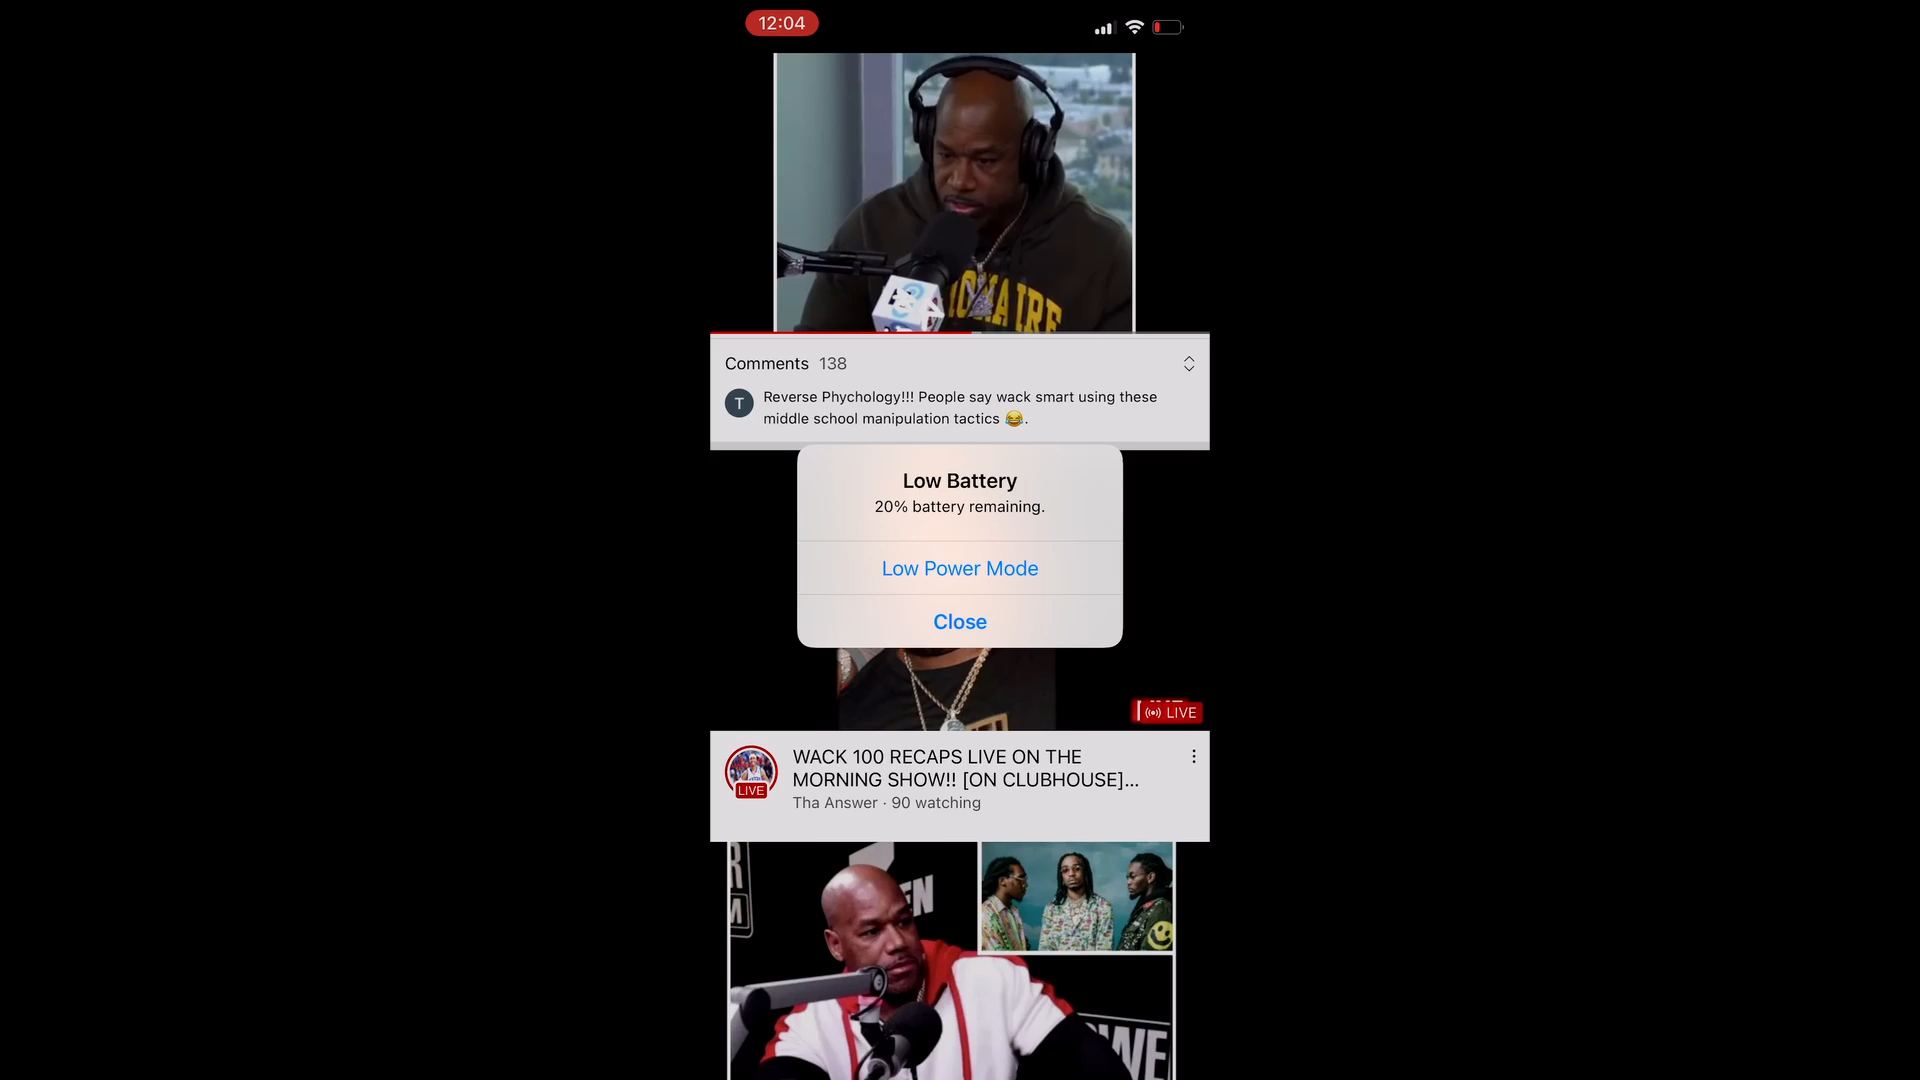 12:04
Comments 138
T
Reverse Phychology!!! People say wack smart using these
middle school manipulation tactics 😂.
Low Battery
20% battery remaining.
Low Power Mode
Close
LIVE
LIVE
WACK 100 RECAPS LIVE ON THE
MORNING SHOW!! [ON CLUBHOUSE]...
Tha Answer · 90 watching